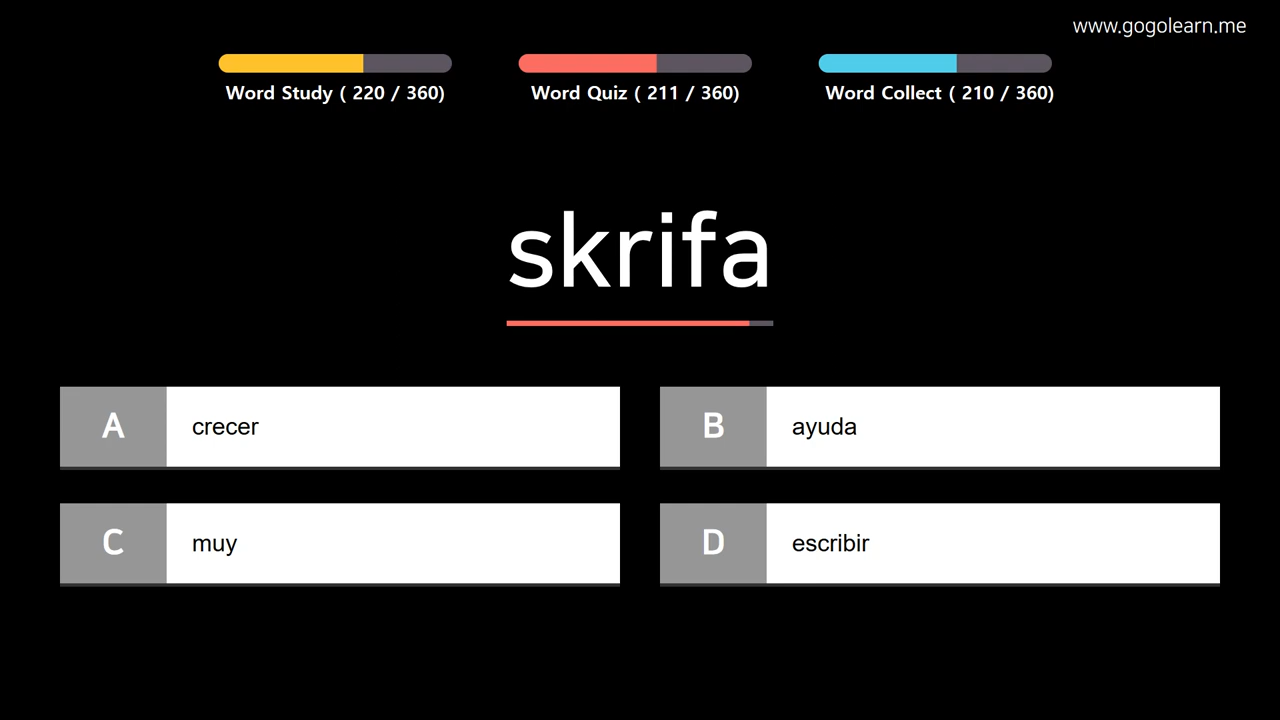 www.gogolearn.me
Word Study ( 220 / 360)
Word Quiz ( 211 / 360)
Word Collect ( 210 / 360)
skrifa
A crecer
B ayuda
C muy
D escribir